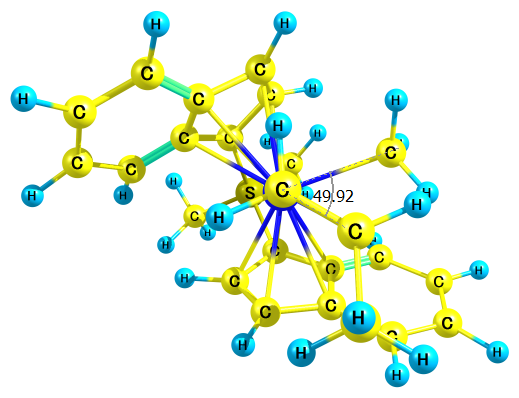 H H
C C
H C C H
C H H
C C C H
C C H C
H H H C 49.92
S C H H
C H H C
H H H
C C C
H C C H
C C C
H H C H
H H
H